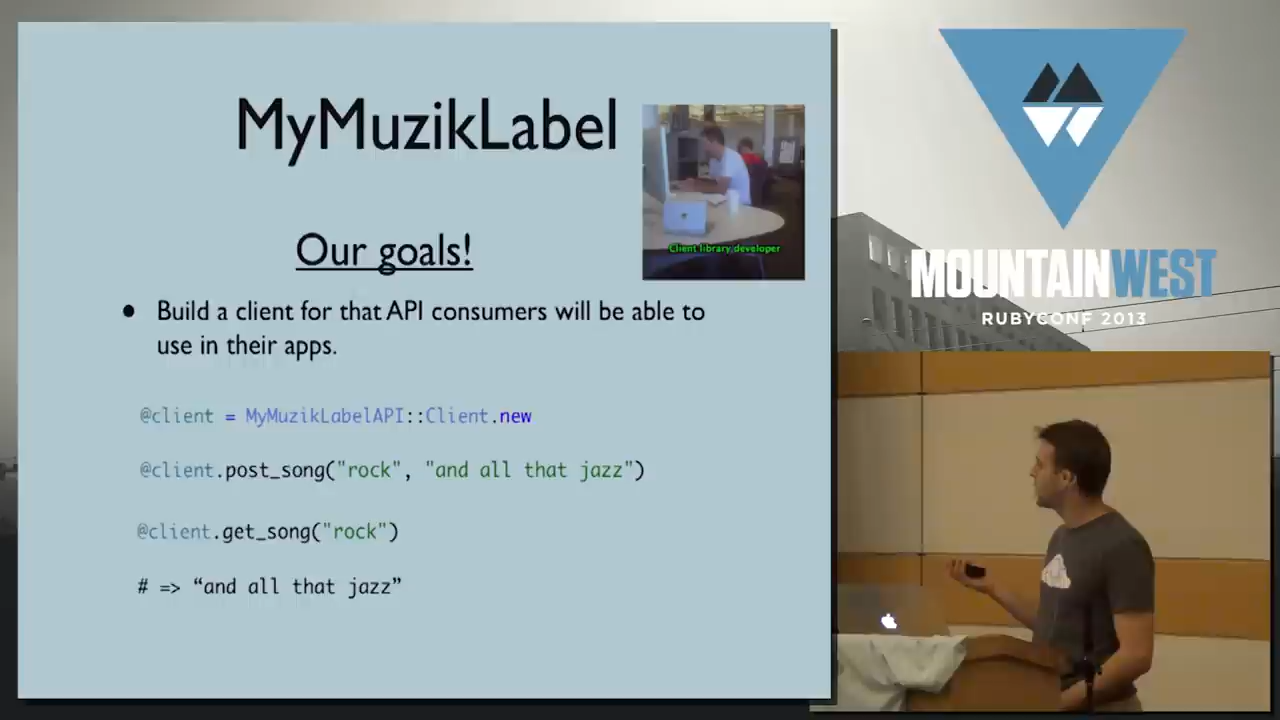 MyMuzikLabel
Client library developer
Our goals!
• Build a client for that API consumers will be able to
use in their apps.
@client = MyMuzikLabelAPI::Client.new
@client.post_song("rock", "and all that jazz")
@client.get_song("rock")
# => “and all that jazz”
MOUNTAINWEST
RUBYCONF 2013